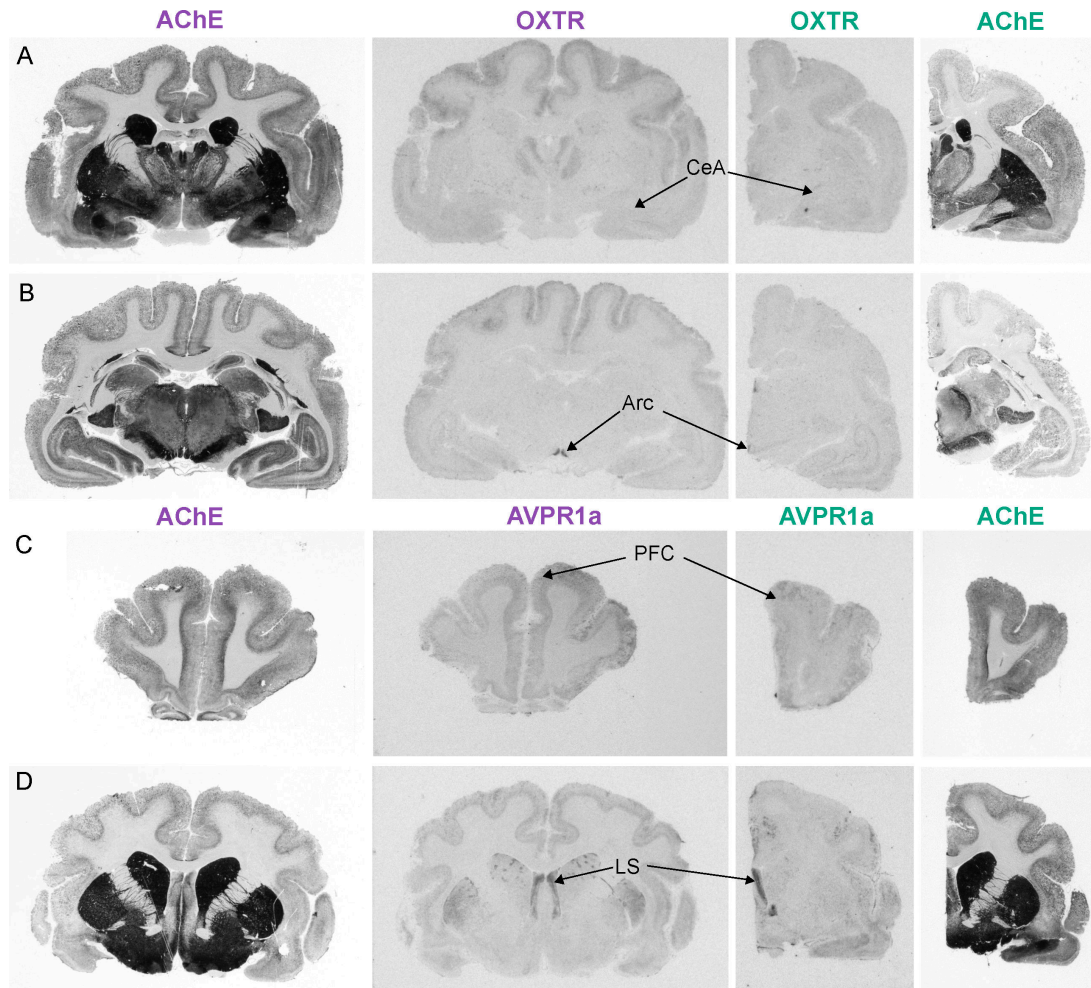 AChE OXTR OXTR AChE
A
CeA
B
Arc
AChE AVPR1a AVPR1a AChE
C
PFC
D
LS